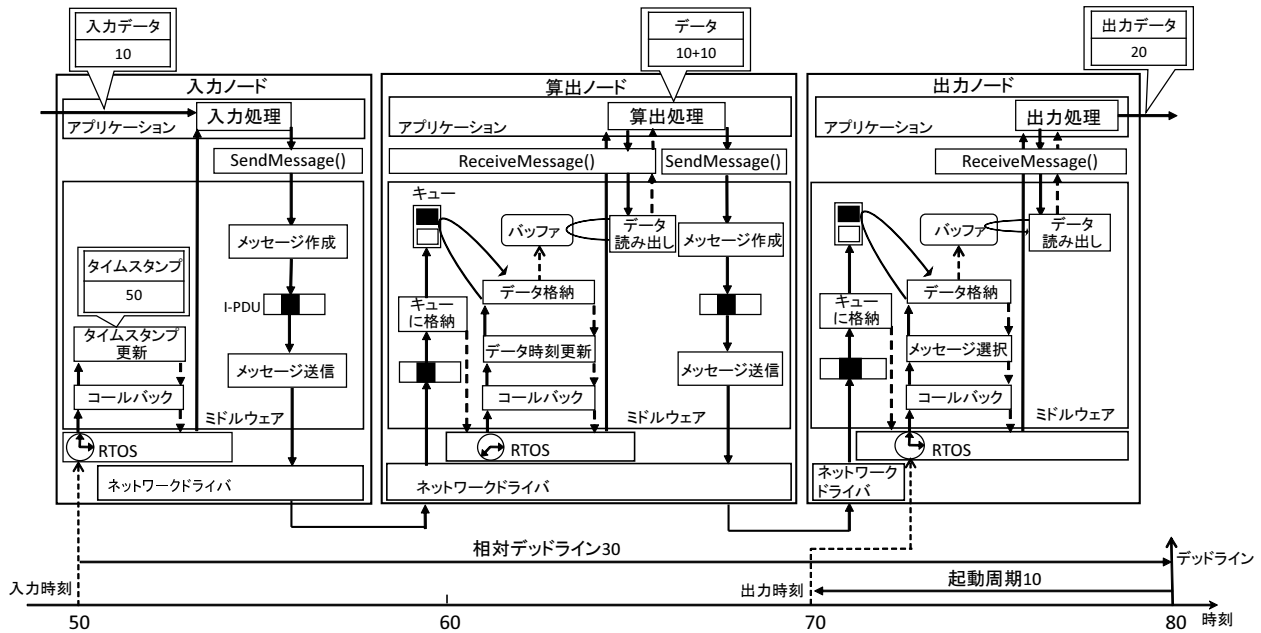 入力データ
10
データ
10+10
出力データ
20
入力ノード
入力処理
アプリケーション
SendMessage()
メッセージ作成
タイムスタンプ
50
I-PDU
タイムスタンプ
更新
メッセージ送信
コールバック
ミドルウェア
RTOS
ネットワークドライバ
算出ノード
算出処理
アプリケーション
ReceiveMessage()
SendMessage()
キュー
バッファ
データ
読み出し
メッセージ作成
データ格納
キュー
に格納
データ時刻更新
メッセージ送信
コールバック
ミドルウェア
RTOS
ネットワークドライバ
出力ノード
出力処理
アプリケーション
ReceiveMessage()
キュー
バッファ
データ
読み出し
データ格納
キュー
に格納
メッセージ選択
コールバック
ミドルウェア
RTOS
ネットワーク
ドライバ
相対デッドライン30
デッドライン
入力時刻
出力時刻
起動周期10
50
60
70
80
時刻